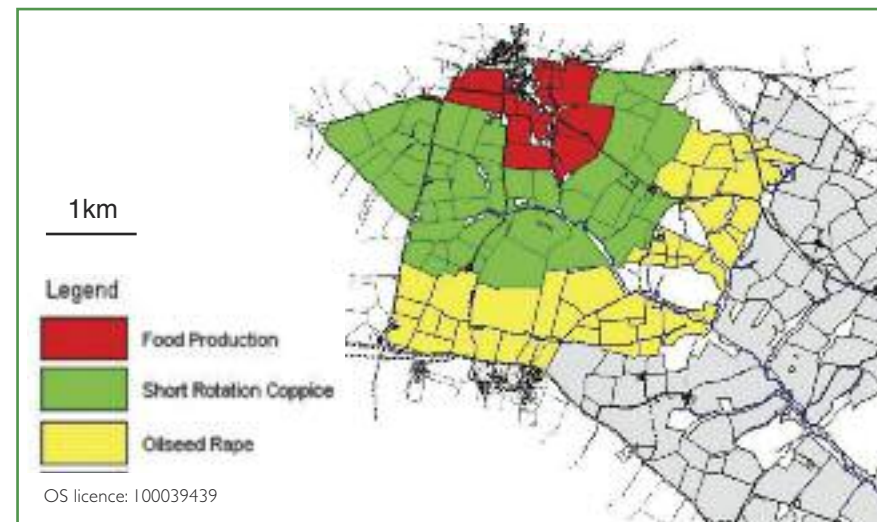 1km
Legend
Food Production
Short Rotation Coppice
Oilseed Rape
OS licence: 100039439